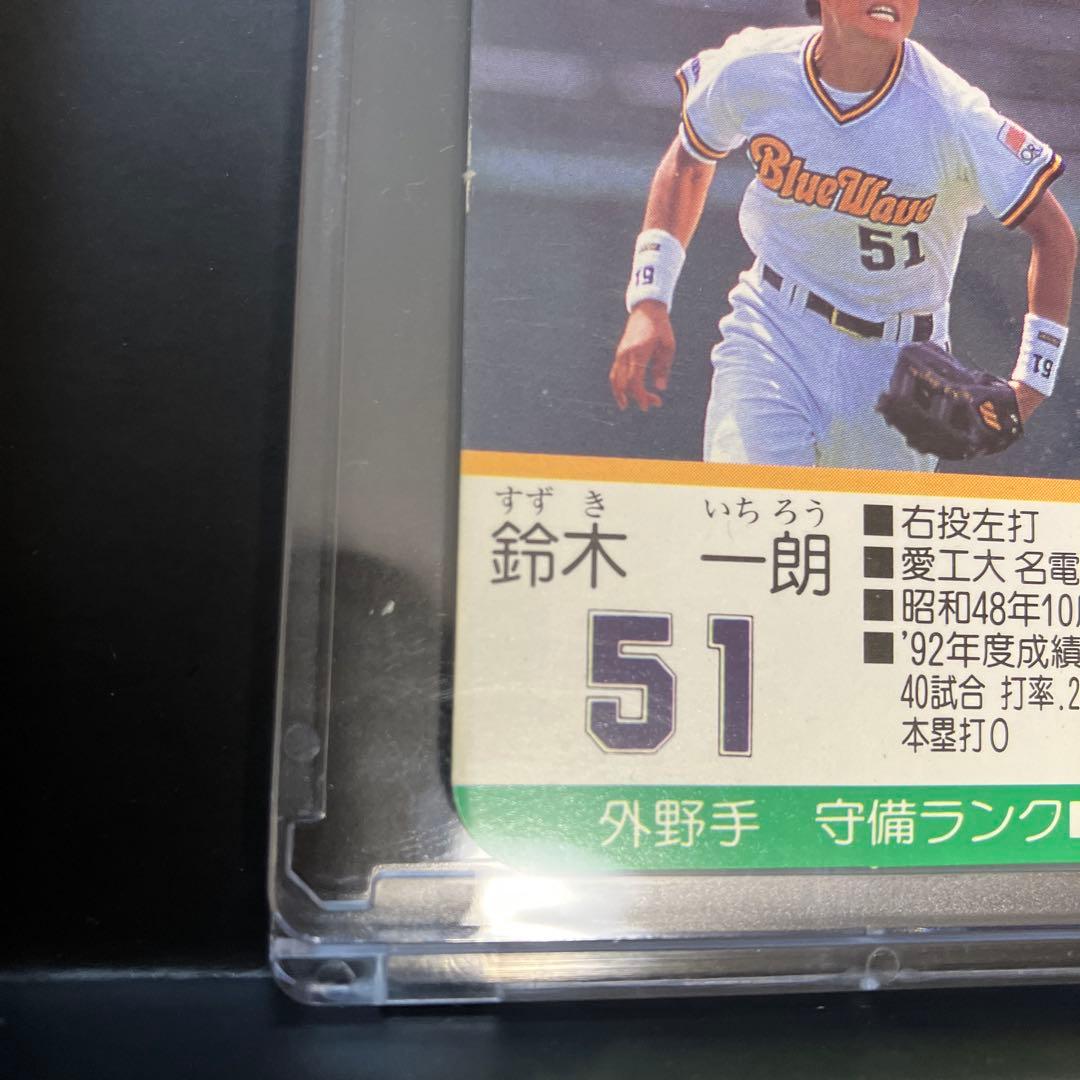 BlueWave
51
51
51
すず き いち ろう
鈴木 一朗
51
■右投左打
■愛工大 名電
■昭和48年10
■'92年度成績
40試合 打率.2
本塁打0
外野手 守備ランク